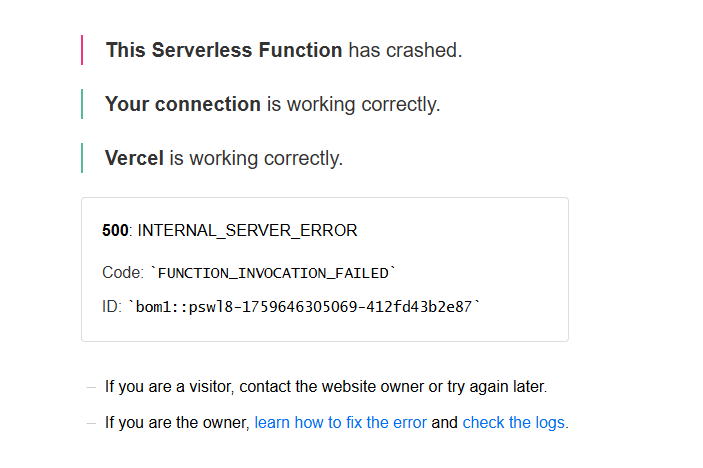 This Serverless Function has crashed.
Your connection is working correctly.
Vercel is working correctly.
500: INTERNAL_SERVER_ERROR
Code: `FUNCTION_INVOCATION_FAILED`
ID: `bom1::pswl8-1759646305069-412fd43b2e87`
– If you are a visitor, contact the website owner or try again later.
– If you are the owner, learn how to fix the error and check the logs.